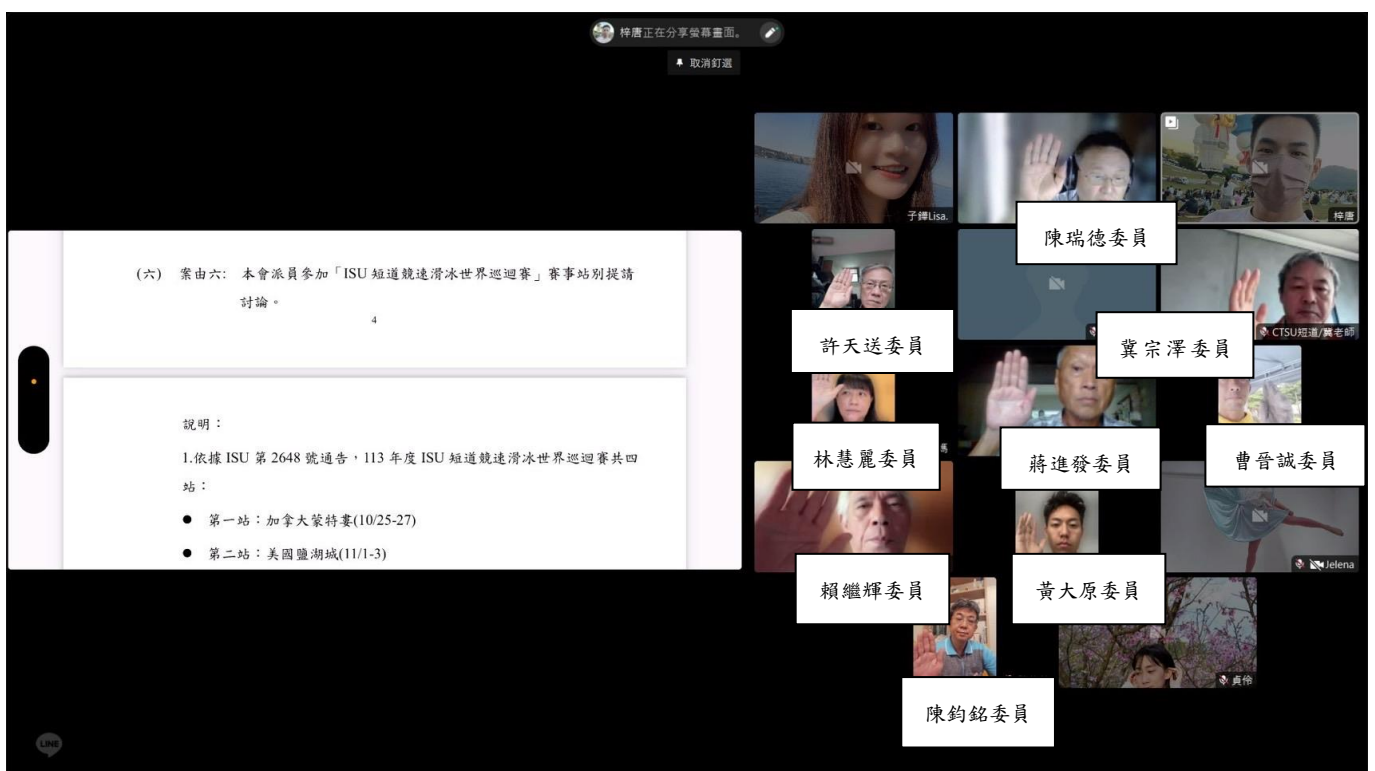 梓唐正在分享螢幕畫面。
取消釘選
子鏵Lisa.
梓唐
陳瑞德委員
(六) 案由六: 本會派員參加「ISU 短道競速滑冰世界巡迴賽」賽事站別提請
討論。
4
許天送委員
冀宗澤委員
CTSU短道/冀老師
說明：
1.依據 ISU 第 2648 號通告，113 年度 ISU 短道競速滑冰世界巡迴賽共四
站：
● 第一站：加拿大蒙特婁(10/25-27)
● 第二站：美國鹽湖城(11/1-3)
林慧麗委員
蔣進發委員
曹晉誠委員
Jelena
賴繼輝委員
黃大原委員
貞伶
陳鈞銘委員
LINE